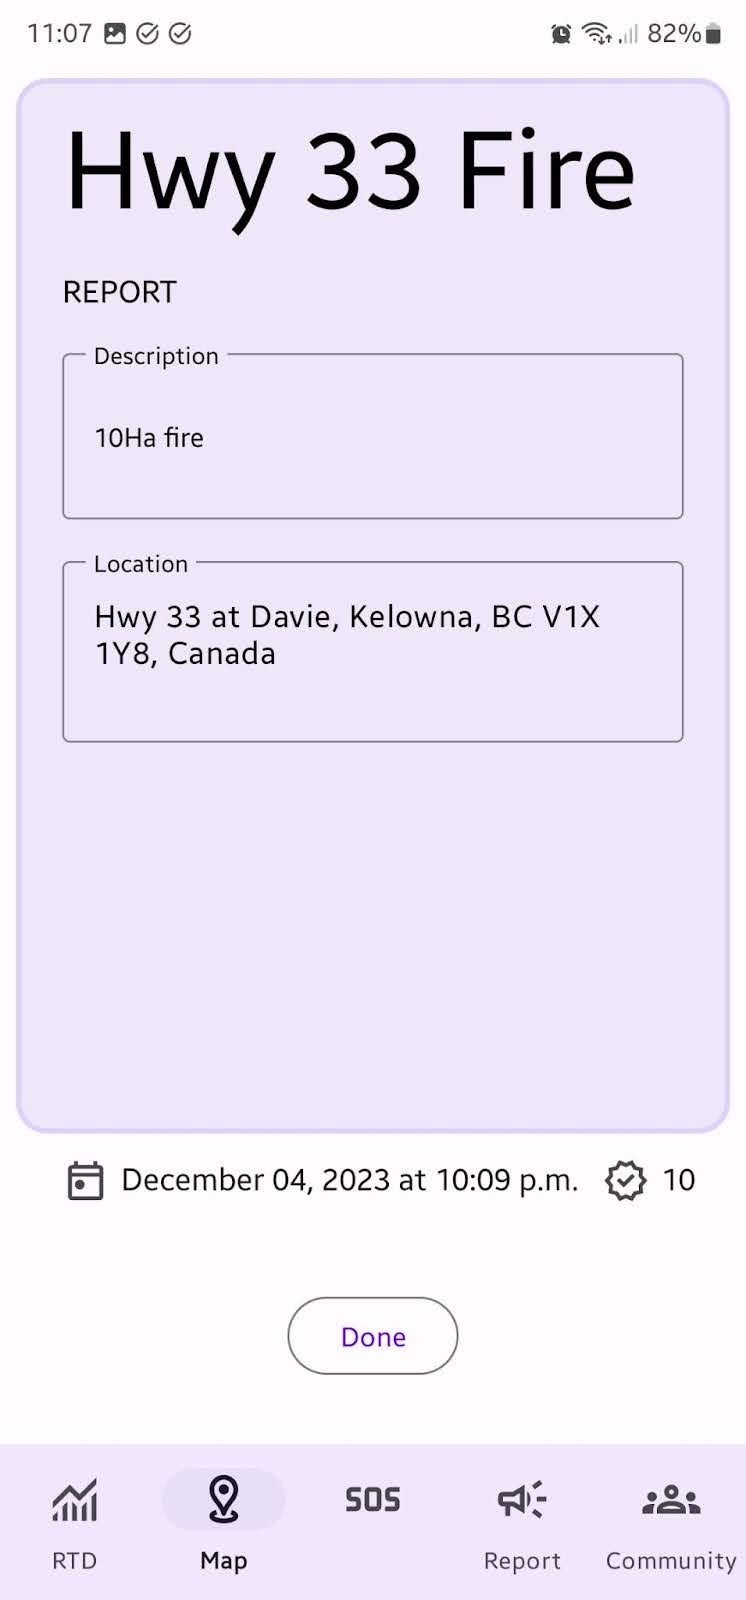 11:07 82%
Hwy 33 Fire
REPORT
Description
10Ha fire
Location
Hwy 33 at Davie, Kelowna, BC V1X
1Y8, Canada
December 04, 2023 at 10:09 p.m. 10
Done
SOS
RTD Map Report Community